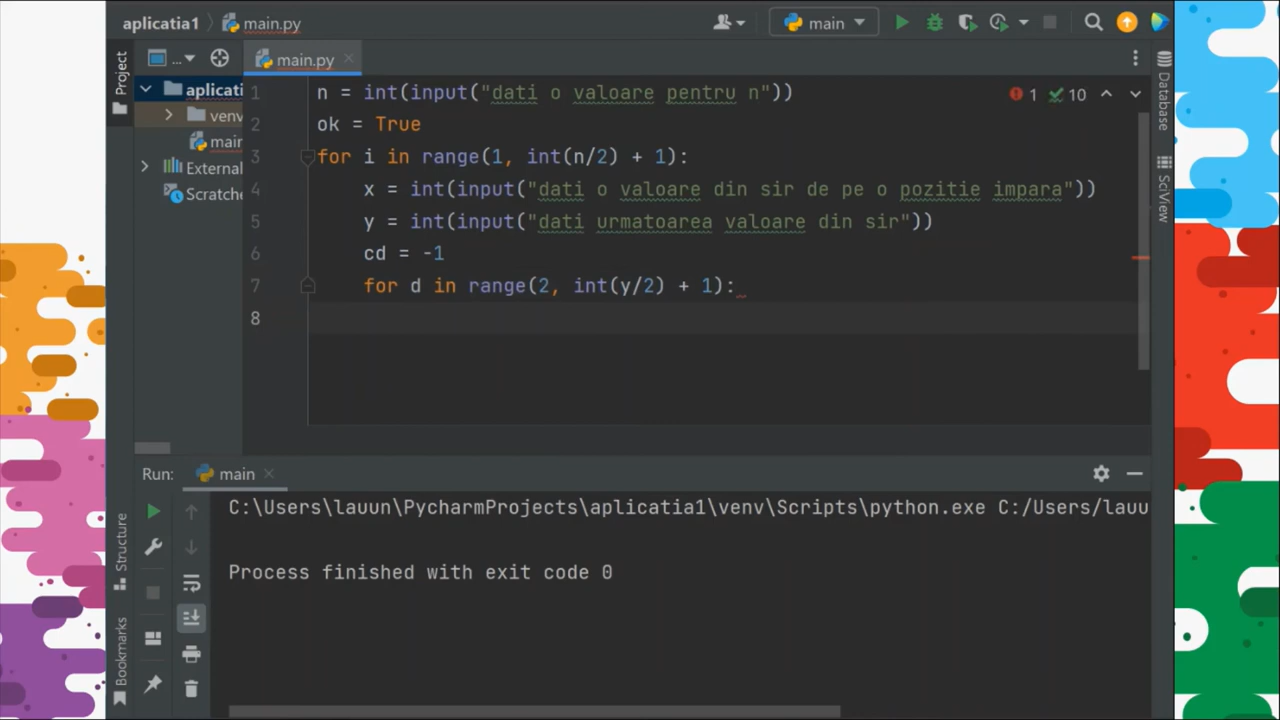 aplicatia1 main.py main
Project ... main.py
aplicati
venv
main
External
Scratche
1 n = int(input("dati o valoare pentru n"))
1 10
2 ok = True
3 for i in range(1, int(n/2) + 1):
4 x = int(input("dati o valoare din sir de pe o pozitie impara"))
5 y = int(input("dati urmatoarea valoare din sir"))
6 cd = -1
7 for d in range(2, int(y/2) + 1):
8
Database
SciView
Run: main
C:\Users\lauun\PycharmProjects\aplicatia1\venv\Scripts\python.exe C:/Users/lauu
Process finished with exit code 0
Structure
Bookmarks